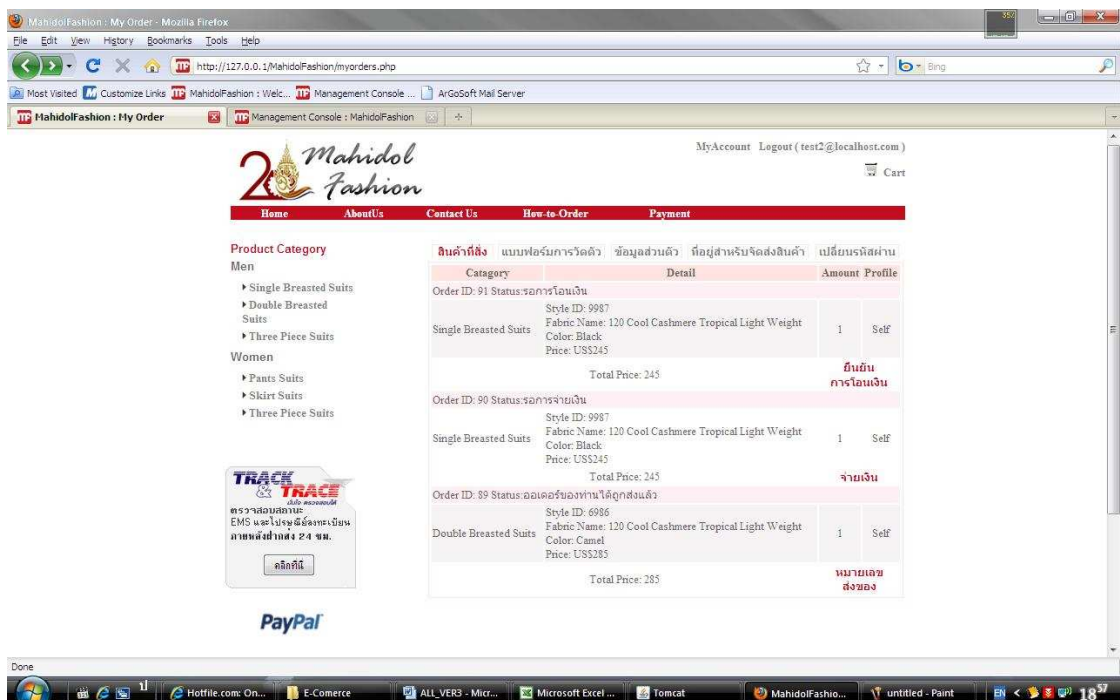 MahidolFashion : My Order - Mozilla Firefox
35%
File Edit View History Bookmarks Tools Help
http://127.0.0.1/MahidolFashion/myorders.php
Bing
Most Visited Customize Links MahidolFashion : Welc... Management Console ... ArGoSoft Mail Server
MahidolFashion : My Order Management Console : MahidolFashion
Mahidol
Fashion
MyAccount Logout ( test2@localhost.com )
Cart
Home AboutUs Contact Us How-to-Order Payment
Product Category
Men
Single Breasted Suits
Double Breasted
Suits
Three Piece Suits
Women
Pants Suits
Skirt Suits
Three Piece Suits
TRACK
& TRACE
ตรวจสอบสถานะ
EMS และไปรษณีย์ลงทะเบียน
ภายหลังฝากส่ง 24 ชม.
คลิกที่นี่
PayPal
สินค้าที่สั่ง แบบฟอร์มการวัดตัว ข้อมูลส่วนตัว ที่อยู่สำหรับจัดส่งสินค้า เปลี่ยนรหัสผ่าน
Catagory Detail Amount Profile
Order ID: 91 Status:รอการโอนเงิน
Style ID: 9987
Fabric Name: 120 Cool Cashmere Tropical Light Weight
Single Breasted Suits 1 Self
Color: Black
Price: US$245
Total Price: 245
ยืนยัน
การโอนเงิน
Order ID: 90 Status:รอการจ่ายเงิน
Style ID: 9987
Fabric Name: 120 Cool Cashmere Tropical Light Weight
Single Breasted Suits 1 Self
Color: Black
Price: US$245
Total Price: 245 จ่ายเงิน
Order ID: 89 Status:ออเดอร์ของท่านได้ถูกส่งแล้ว
Style ID: 6986
Fabric Name: 120 Cool Cashmere Tropical Light Weight
Double Breasted Suits 1 Self
Color: Camel
Price: US$285
Total Price: 285
หมายเลข
ส่งของ
Done
Hotfile.com: On... E-Comerce ALL_VER3 - Micr... Microsoft Excel ... Tomcat MahidolFashio... untitled - Paint EN 18 57